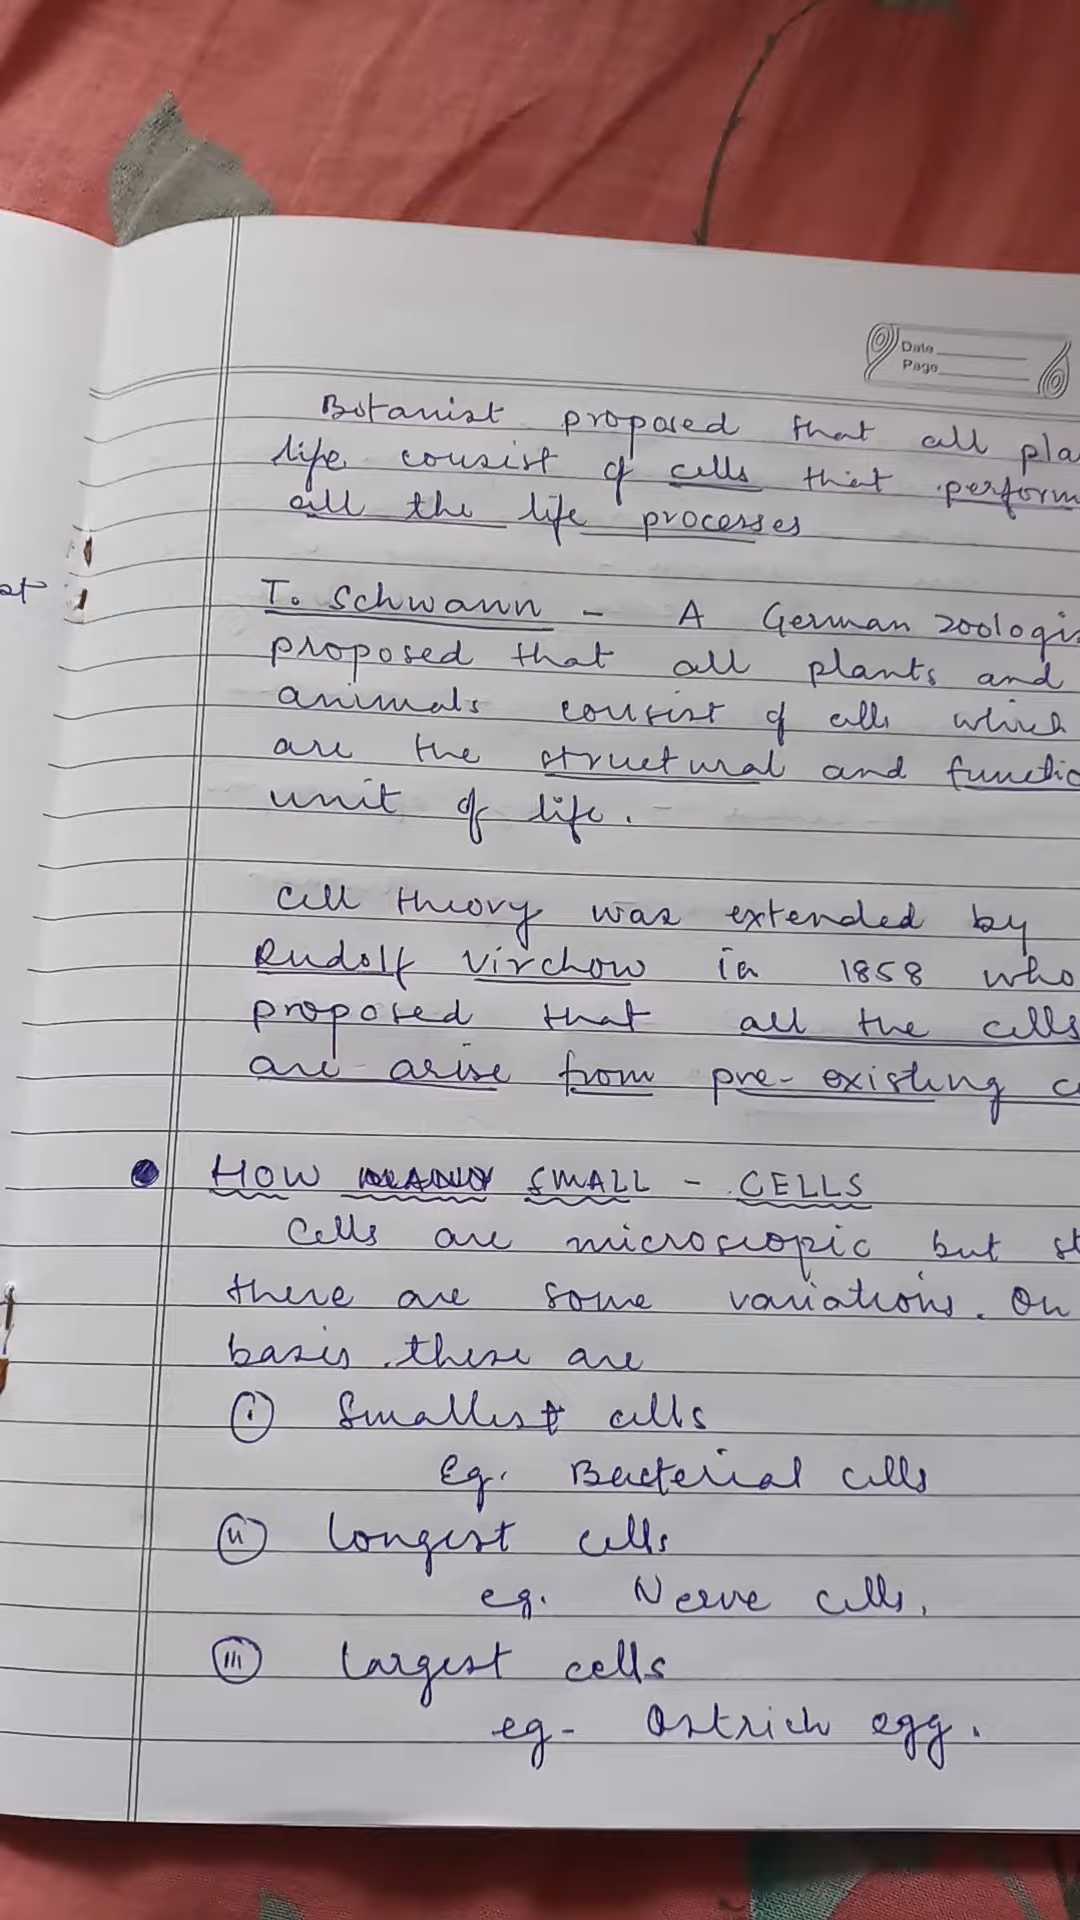 Date
Page
Botanist proposed that all pla
life consist of cells that perform
all the life processes
at
T. Schwann - A German zoologis
proposed that all plants and
animals consist of cells which
are the structural and functio
unit of life.
Cell theory was extended by
Rudolf Virchow in 1858 who
proposed that all the cells
are arise from pre-existing c
HOW SMALL - CELLS
Cells are microscopic but st
there are some variations. On
basis these are
(i) Smallest cells
Eg. Bacterial cells
(ii) Longest cells
eg. Nerve cells.
(iii) largest cells
eg- Ostrich egg.